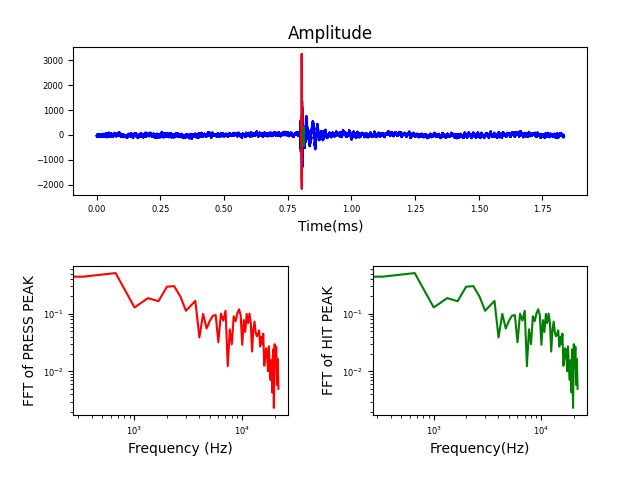 Amplitude
3000
2000
1000
0
−1000
−2000
0.00 0.25 0.50 0.75 1.00 1.25 1.50 1.75
Time(ms)
FFT of PRESS PEAK
10⁻¹
10⁻²
10³ 10⁴
Frequency (Hz)
FFT of HIT PEAK
10⁻¹
10⁻²
10³ 10⁴
Frequency(Hz)